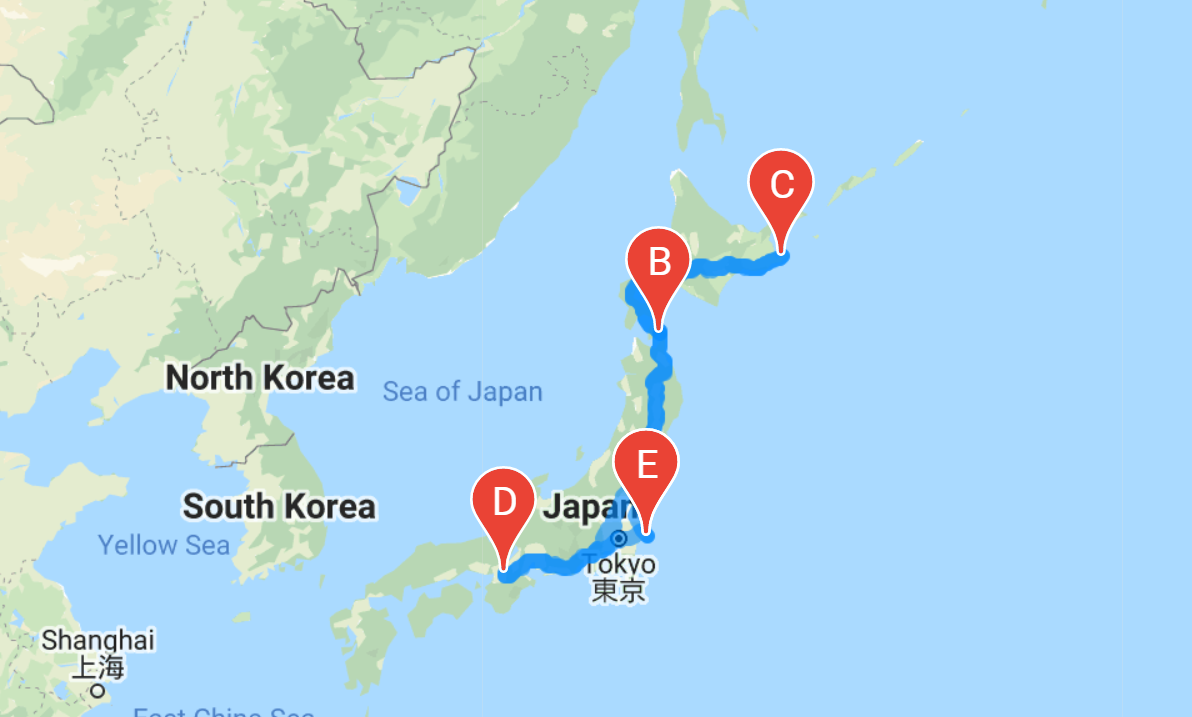 C
B
North Korea
Sea of Japan
E
D
South Korea
Japan
Yellow Sea
Tokyo
東京
Shanghai
上海
East China Sea